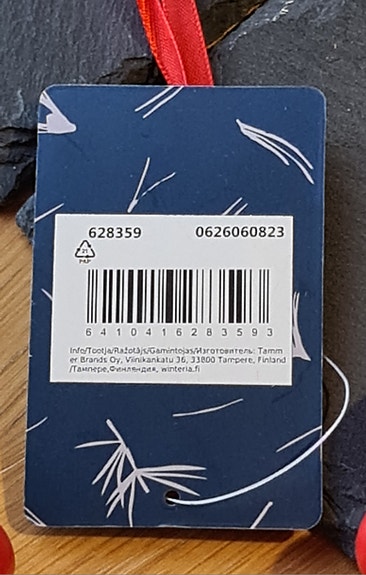 628359 0626060823
21
PAP
6410416283593
Info/Tootja/Ražotājs/Gamintojas/Изготовитель: Tamm
er Brands Oy, Viinikankatu 36, 33800 Tampere, Finland
/Тампере,Финляндия, winteria.fi